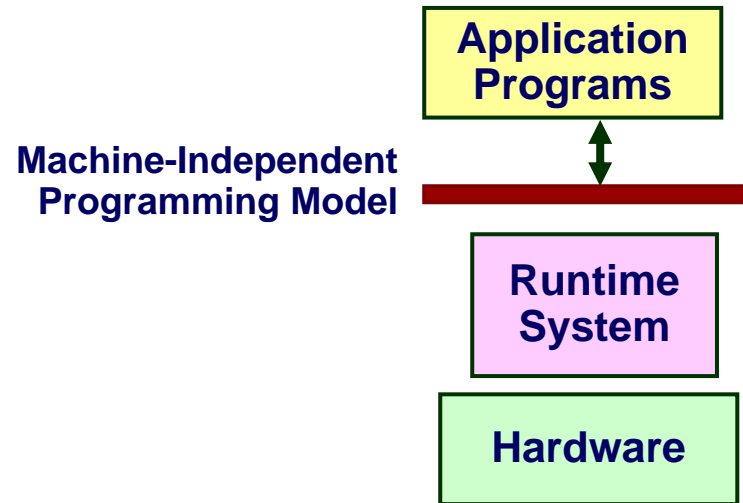 Application
Programs
Machine-Independent
Programming Model
Runtime
System
Hardware